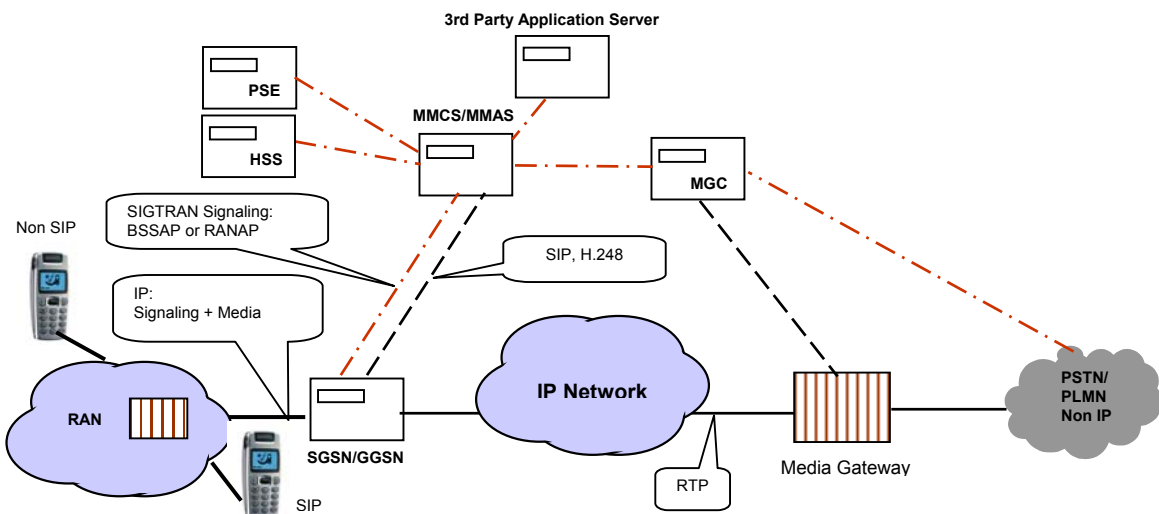 3rd Party Application Server
PSE
MMCS/MMAS
HSS
MGC
SIGTRAN Signaling:
BSSAP or RANAP
Non SIP
SIP, H.248
IP:
Signaling + Media
IP Network
PSTN/
PLMN
Non IP
RAN
SGSN/GGSN
Media Gateway
RTP
SIP